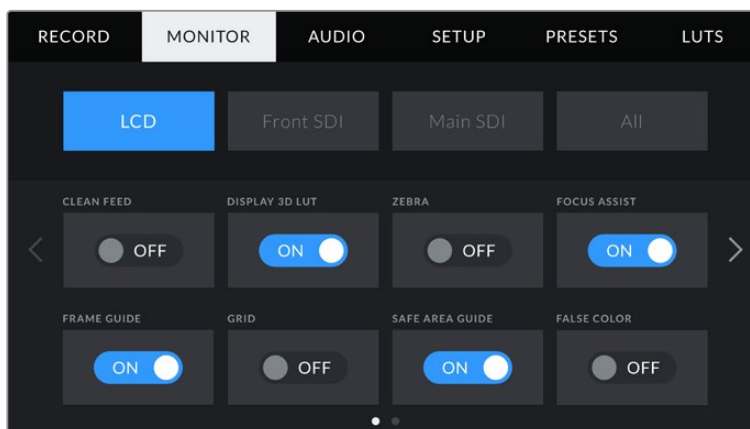 RECORD MONITOR AUDIO SETUP PRESETS LUTS
LCD Front SDI Main SDI All
CLEAN FEED DISPLAY 3D LUT ZEBRA FOCUS ASSIST
OFF ON OFF ON
FRAME GUIDE GRID SAFE AREA GUIDE FALSE COLOR
ON OFF ON OFF